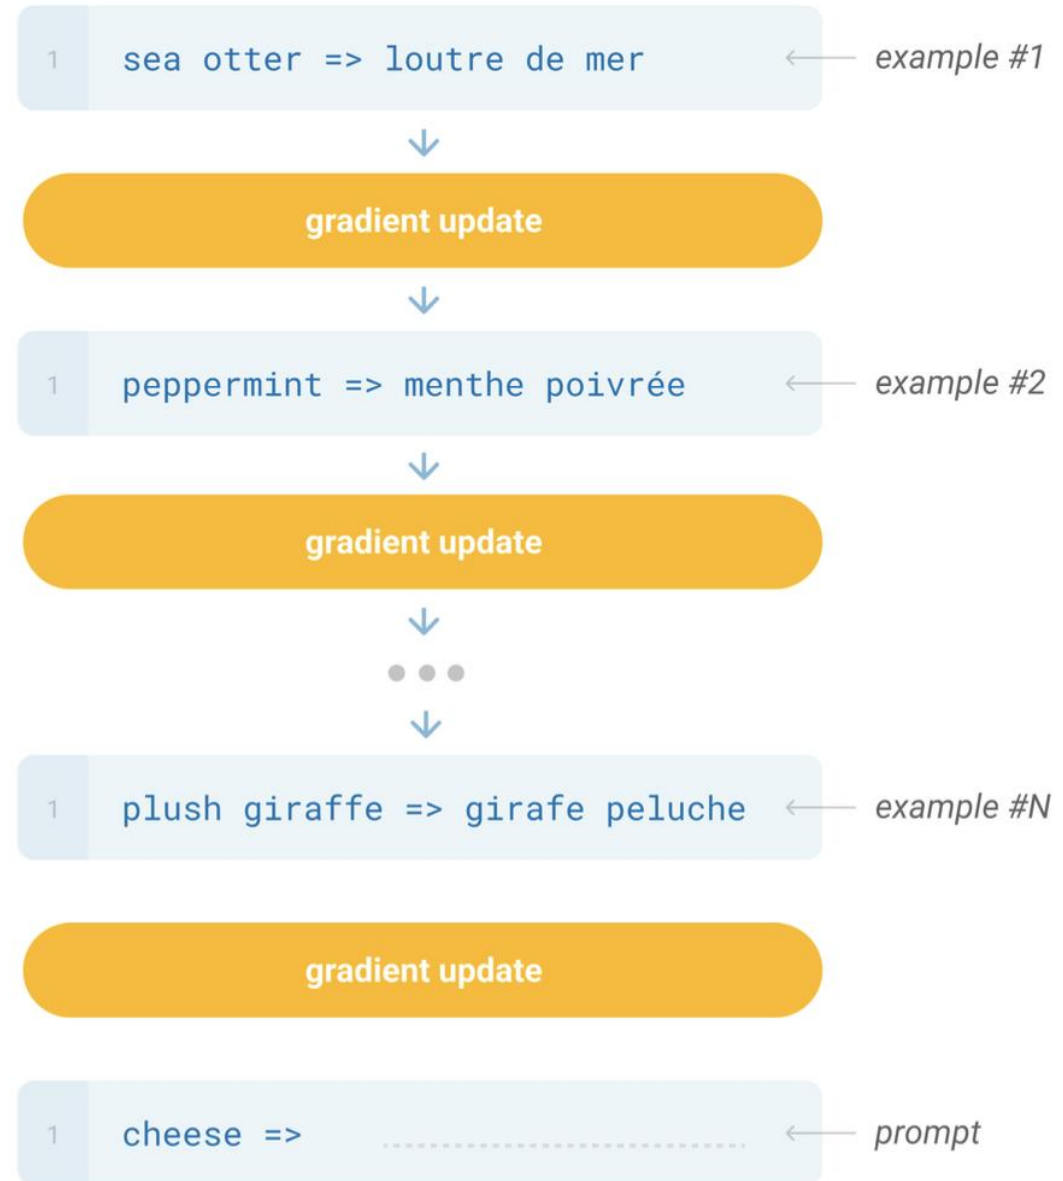 1 sea otter => loutre de mer example #1
gradient update
1 peppermint => menthe poivrée example #2
gradient update
1 plush giraffe => girafe peluche example #N
gradient update
1 cheese => prompt